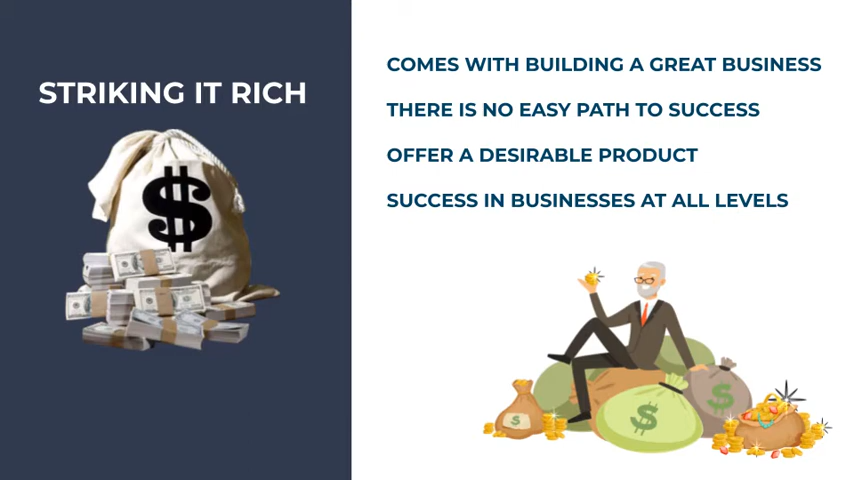 STRIKING IT RICH
COMES WITH BUILDING A GREAT BUSINESS
THERE IS NO EASY PATH TO SUCCESS
OFFER A DESIRABLE PRODUCT
SUCCESS IN BUSINESSES AT ALL LEVELS
$
$
$
$